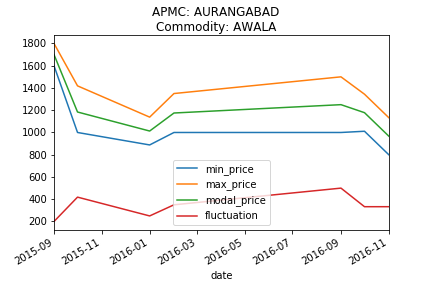 APMC: AURANGABAD
Commodity: AWALA
1800
1600
1400
1200
1000
800
600
400
200
min_price
max_price
modal_price
fluctuation
2015-09
2015-11
2016-01
2016-03
2016-05
2016-07
2016-09
2016-11
date